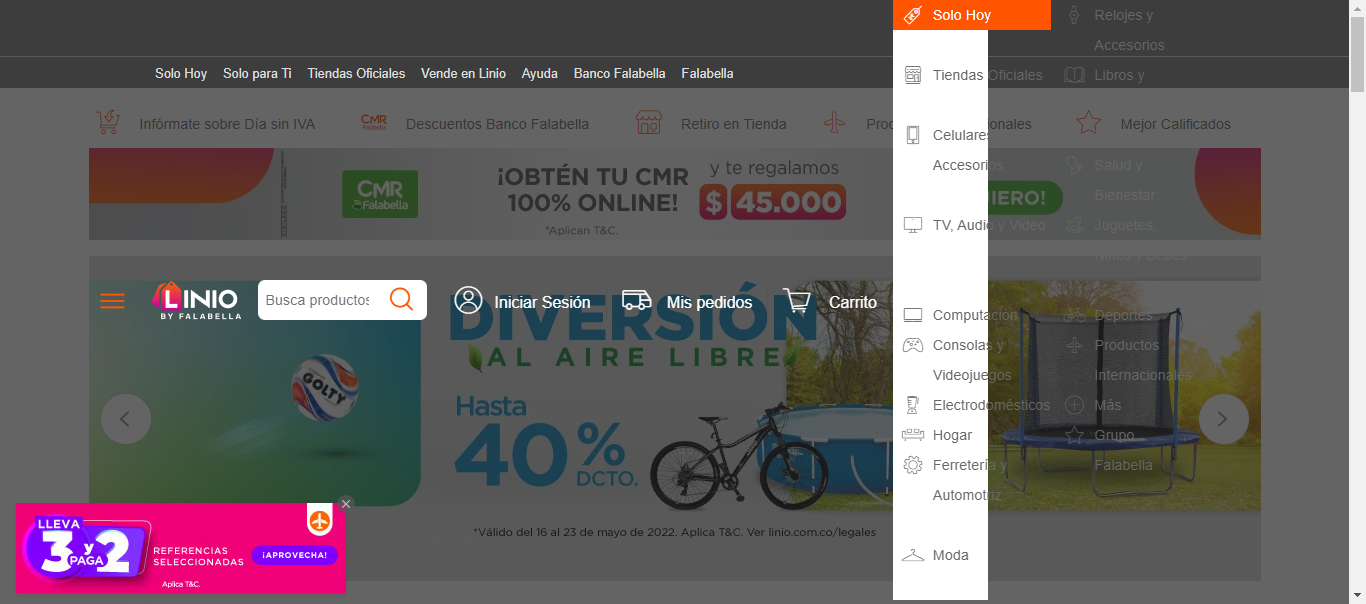 Solo Hoy
Relojes y
Accesorios
Solo Hoy Solo para Ti Tiendas Oficiales Vende en Linio Ayuda Banco Falabella Falabella
Tiendas Oficiales
Libros y
Infórmate sobre Día sin IVA
CMR
Falabella
Descuentos Banco Falabella
Retiro en Tienda
Mejor Calificados
Celulares
Accesorios
Salud y
Bienestar
CMR
Falabella
¡OBTÉN TU CMR
100% ONLINE!
*Aplican T&C.
y te regalamos
$ 45.000
TV, Audio y Video
Juguetes,
Niños y Bebés
LINIO
BY FALABELLA
Busca productos
Iniciar Sesión
Mis pedidos
Carrito
DIVERSIÓN
AL AIRE LIBRE
Hasta
40%
DCTO.
GOLTY
*Válido del 16 al 23 de mayo de 2022. Aplica T&C. Ver linio.com.co/legales
Computación
Consolas y
Videojuegos
Electrodomésticos
Hogar
Ferretería y
Automotriz
Moda
Deportes
Productos
Internacionales
Más
Grupo
Falabella
LLEVA
3 y 2
PAGA
REFERENCIAS
SELECCIONADAS
Aplica T&C.
¡APROVECHA!